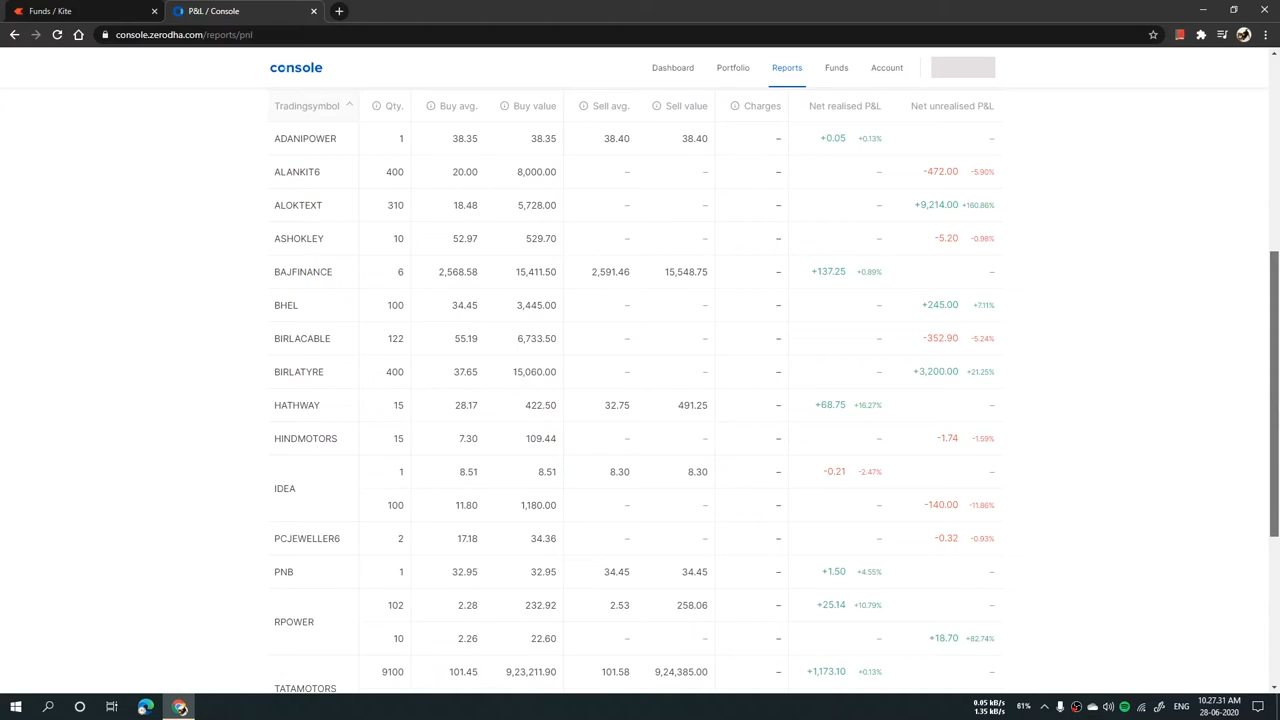 Funds / Kite
P&L / Console
console.zerodha.com/reports/pnl
console
Dashboard Portfolio Reports Funds Account
Tradingsymbol Qty. Buy avg. Buy value Sell avg. Sell value Charges Net realised P&L Net unrealised P&L
ADANIPOWER 1 38.35 38.35 38.40 38.40 – +0.05 +0.13% –
ALANKIT6 400 20.00 8,000.00 – – – – -472.00 -5.90%
ALOKTEXT 310 18.48 5,728.00 – – – – +9,214.00 +160.86%
ASHOKLEY 10 52.97 529.70 – – – – -5.20 -0.98%
BAJFINANCE 6 2,568.58 15,411.50 2,591.46 15,548.75 – +137.25 +0.89% –
BHEL 100 34.45 3,445.00 – – – – +245.00 +7.11%
BIRLACABLE 122 55.19 6,733.50 – – – – -352.90 -5.24%
BIRLATYRE 400 37.65 15,060.00 – – – – +3,200.00 +21.25%
HATHWAY 15 28.17 422.50 32.75 491.25 – +68.75 +16.27% –
HINDMOTORS 15 7.30 109.44 – – – – -1.74 -1.59%
1 8.51 8.51 8.30 8.30 – -0.21 -2.47% –
IDEA
100 11.80 1,180.00 – – – – -140.00 -11.86%
PCJEWELLER6 2 17.18 34.36 – – – – -0.32 -0.93%
PNB 1 32.95 32.95 34.45 34.45 – +1.50 +4.55% –
102 2.28 232.92 2.53 258.06 – +25.14 +10.79% –
RPOWER
10 2.26 22.60 – – – – +18.70 +82.74%
9100 101.45 9,23,211.90 101.58 9,24,385.00 – +1,173.10 +0.13% –
TATAMOTORS
0.05 kB/s
1.35 kB/s
61%
ENG
10.27.31 AM
28-06-2020